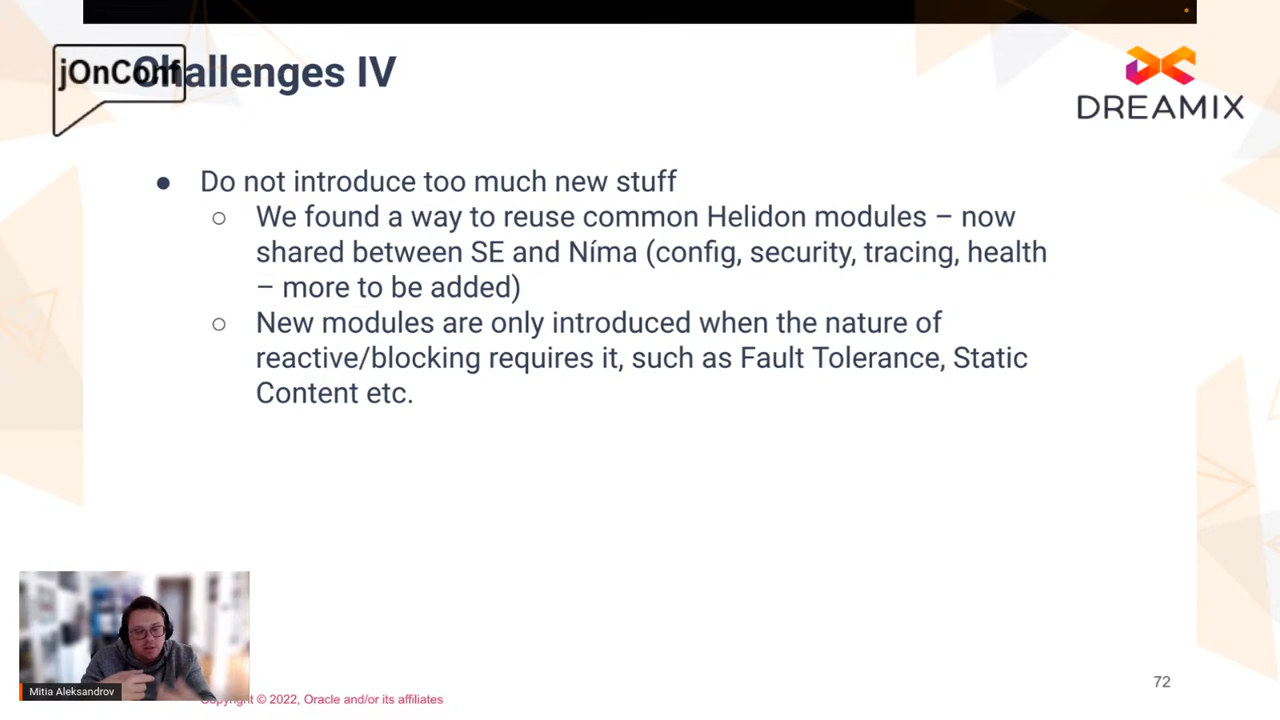 jOnConf
Challenges IV
DREAMIX
● Do not introduce too much new stuff
○ We found a way to reuse common Helidon modules – now
shared between SE and Níma (config, security, tracing, health
– more to be added)
○ New modules are only introduced when the nature of
reactive/blocking requires it, such as Fault Tolerance, Static
Content etc.
Mitia Aleksandrov
Copyright © 2022, Oracle and/or its affiliates
72